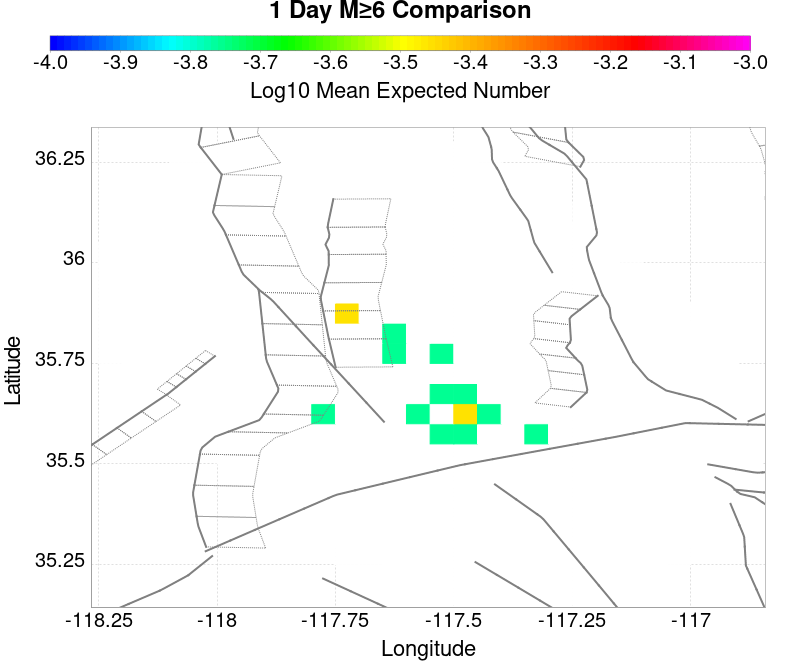 1 Day M≥6 Comparison
-4.0 -3.9 -3.8 -3.7 -3.6 -3.5 -3.4 -3.3 -3.2 -3.1 -3.0
Log10 Mean Expected Number
36.25
36
35.75
35.5
35.25
Latitude
-118.25 -118 -117.75 -117.5 -117.25 -117
Longitude